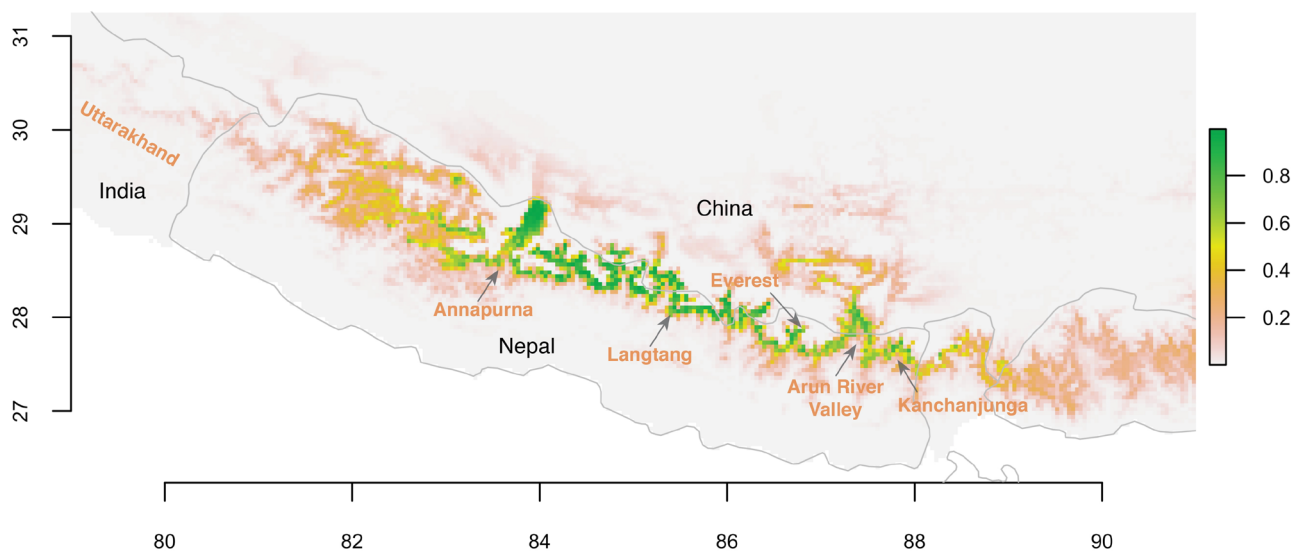 31
30
29
28
27
Uttarakhand
India
China
Everest
Annapurna
Nepal
Langtang
Arun River
Valley
Kanchanjunga
0.8
0.6
0.4
0.2
80
82
84
86
88
90